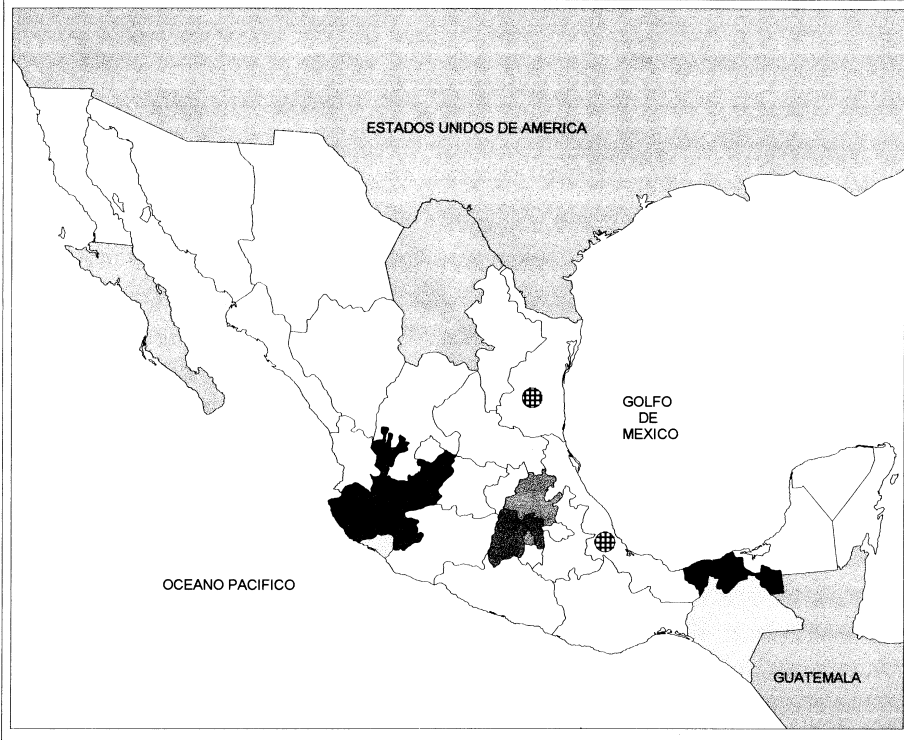 ESTADOS UNIDOS DE AMERICA
GOLFO
DE
MEXICO
OCEANO PACIFICO
GUATEMALA